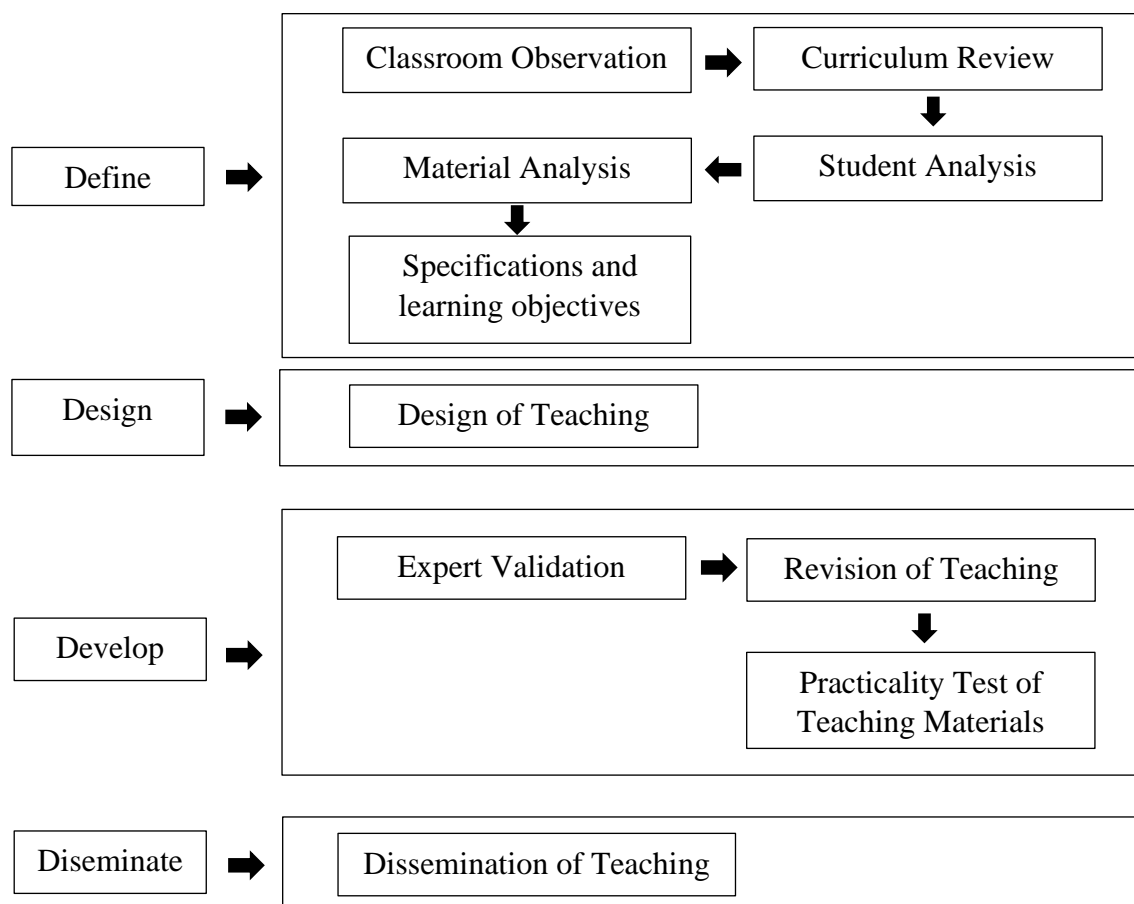 Define
Classroom Observation
Curriculum Review
Student Analysis
Material Analysis
Specifications and
learning objectives
Design
Design of Teaching
Develop
Expert Validation
Revision of Teaching
Practicality Test of
Teaching Materials
Diseminate
Dissemination of Teaching